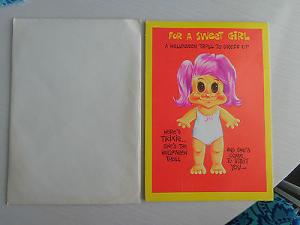 FOR A SWEET GIRL
A HALLOWEEN TROLL TO DRESS UP
HERE'S
TRIXIE...
SHE'S THE
HALLOWEEN
TROLL
AND SHE'S
COMING
TO VISIT
YOU—